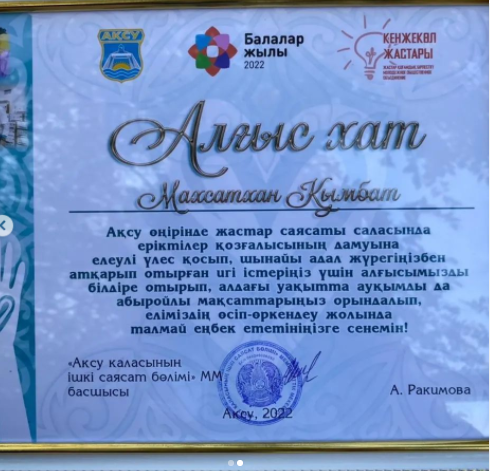 АҚСУ
Балалар
жылы
2022
КЕНЖЕКӨЛ
ЖАСТАРЫ
Алғыс хат
Махсатхан Қымбат
Ақсу өңірінде жастар саясаты саласында
еріктілер қозғалысының дамуына
елеулі үлес қосып, шынайы адал жүрегіңізбен
атқарып отырған игі істеріңіз үшін алғысымызды
білдіре отырып, алдағы уақытта ауқымды да
абыройлы мақсаттарыңыз орындалып,
еліміздің өсіп-өркендеу жолында
талмай еңбек ететініңізге сенемін!
«Ақсу қаласының
ішкі саясат бөлімі» ММ
басшысы
А. Ракимова
Ақсу, 2022